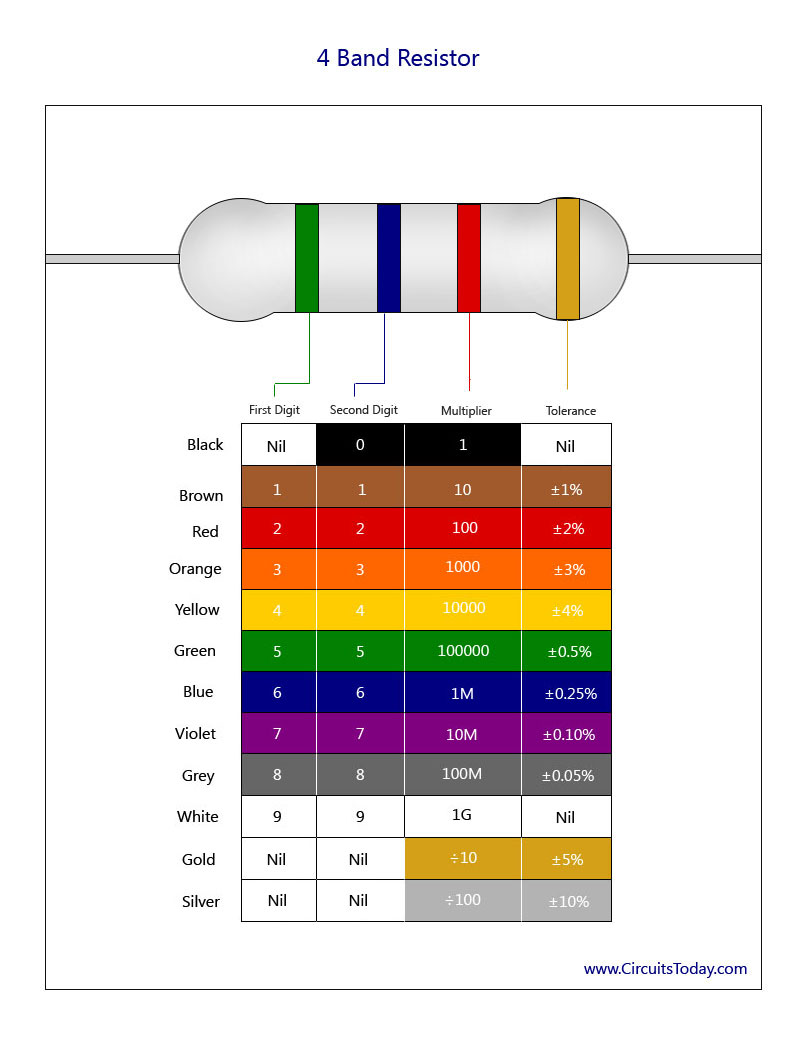 4 Band Resistor
First Digit Second Digit Multiplier Tolerance
Black Nil 0 1 Nil
Brown 1 1 10 ±1%
Red 2 2 100 ±2%
Orange 3 3 1000 ±3%
Yellow 4 4 10000 ±4%
Green 5 5 100000 ±0.5%
Blue 6 6 1M ±0.25%
Violet 7 7 10M ±0.10%
Grey 8 8 100M ±0.05%
White 9 9 1G Nil
Gold Nil Nil ÷10 ±5%
Silver Nil Nil ÷100 ±10%
www.CircuitsToday.com